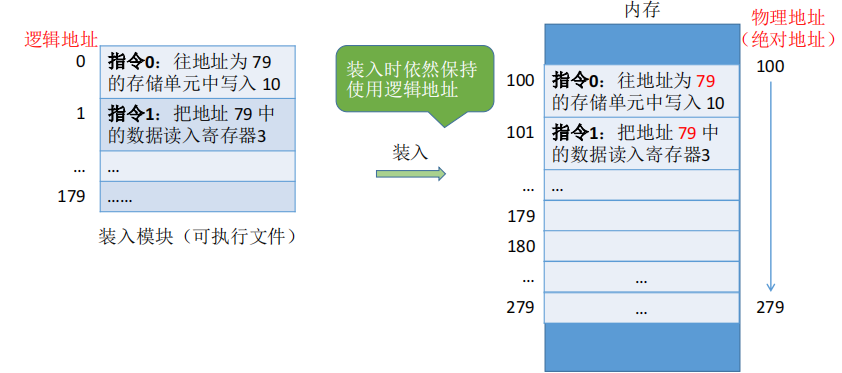 逻辑地址
0
指令0：往地址为 79
的存储单元中写入 10
1
指令1：把地址 79 中
的数据读入寄存器3
...
...
179
......
装入模块（可执行文件）
装入时依然保持
使用逻辑地址
装入
内存
物理地址
（绝对地址）
100
指令0：往地址为 79
的存储单元中写入 10
100
101
指令1：把地址 79 中
的数据读入寄存器3
...
...
179
180
...
...
279
...
279